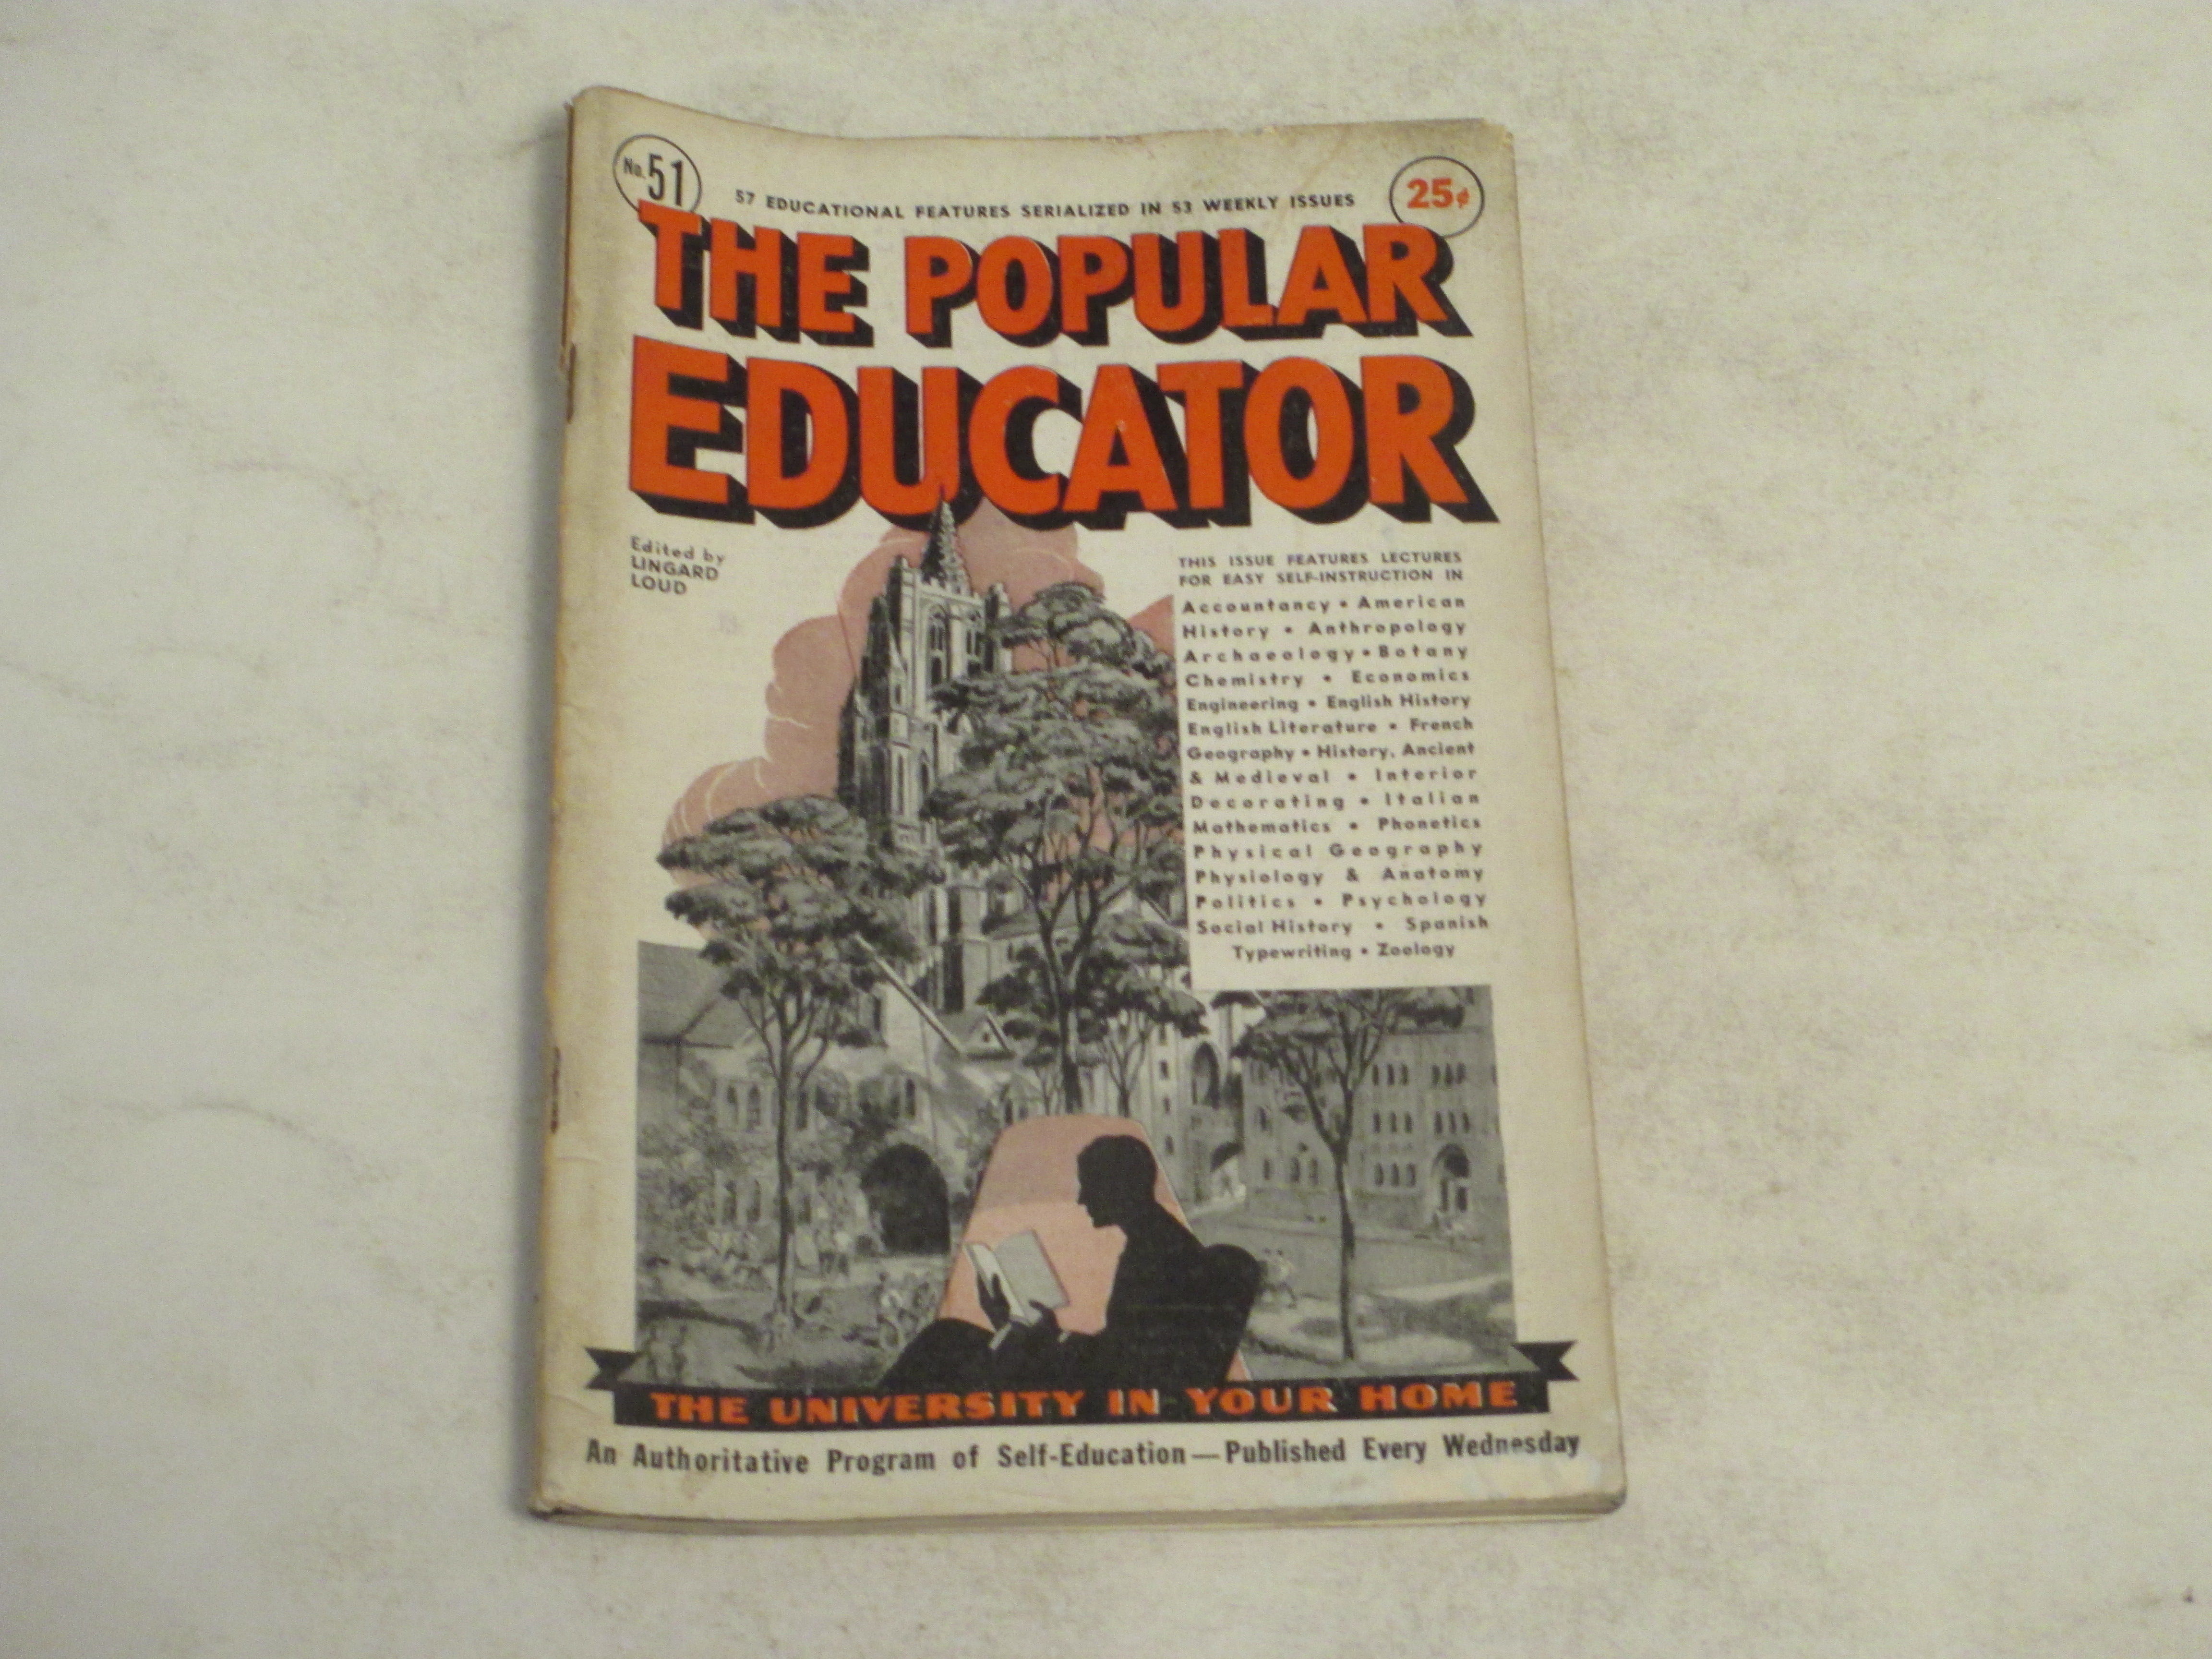 No. 51
57 EDUCATIONAL FEATURES SERIALIZED IN 53 WEEKLY ISSUES
25¢
THE POPULAR
EDUCATOR
Edited by
LINGARD
LOUD
THIS ISSUE FEATURES LECTURES
FOR EASY SELF-INSTRUCTION IN
Accountancy • American
History • Anthropology
Archaeology • Botany
Chemistry • Economics
Engineering • English History
English Literature • French
Geography • History, Ancient
& Medieval • Interior
Decorating • Italian
Mathematics • Phonetics
Physical Geography
Physiology & Anatomy
Politics • Psychology
Social History • Spanish
Typewriting • Zoology
THE UNIVERSITY IN YOUR HOME
An Authoritative Program of Self-Education—Published Every Wednesday